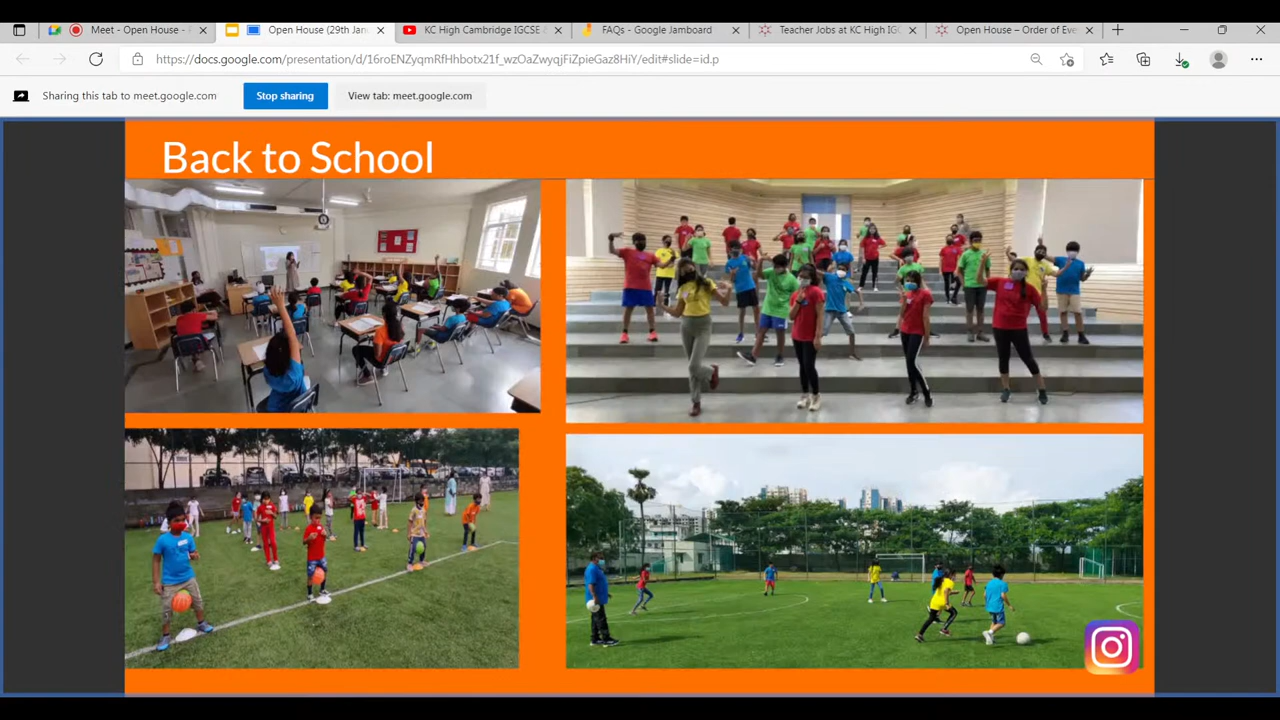 Meet - Open House - 
Open House (29th Jan
KC High Cambridge IGCSE &
FAQs - Google Jamboard
Teacher Jobs at KC High IGC
Open House – Order of Eve
https://docs.google.com/presentation/d/16roENZyqmRfHhbotx21f_wzOaZwyqjFiZpieGaz8HiY/edit#slide=id.p
Sharing this tab to meet.google.com
Stop sharing
View tab: meet.google.com
Back to School